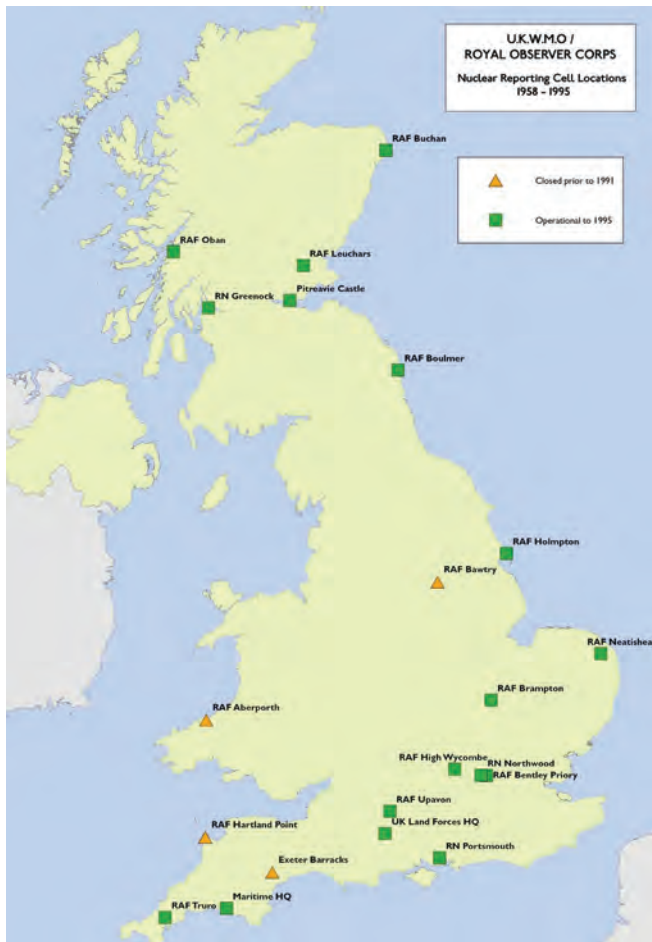 U.K.W.M.O /
ROYAL OBSERVER CORPS
Nuclear Reporting Cell Locations
1958 - 1995
RAF Buchan
Closed prior to 1991
Operational to 1995
RAF Oban
RAF Leuchars
Pitreavie Castle
RN Greenock
RAF Boulmer
RAF Holmpton
RAF Bawtry
RAF Neatishea
RAF Brampton
RAF Aberporth
RAF High Wycombe
RN Northwood
RAF Bentley Priory
RAF Upavon
UK Land Forces HQ
RAF Hartland Point
RN Portsmouth
Exeter Barracks
Maritime HQ
RAF Truro